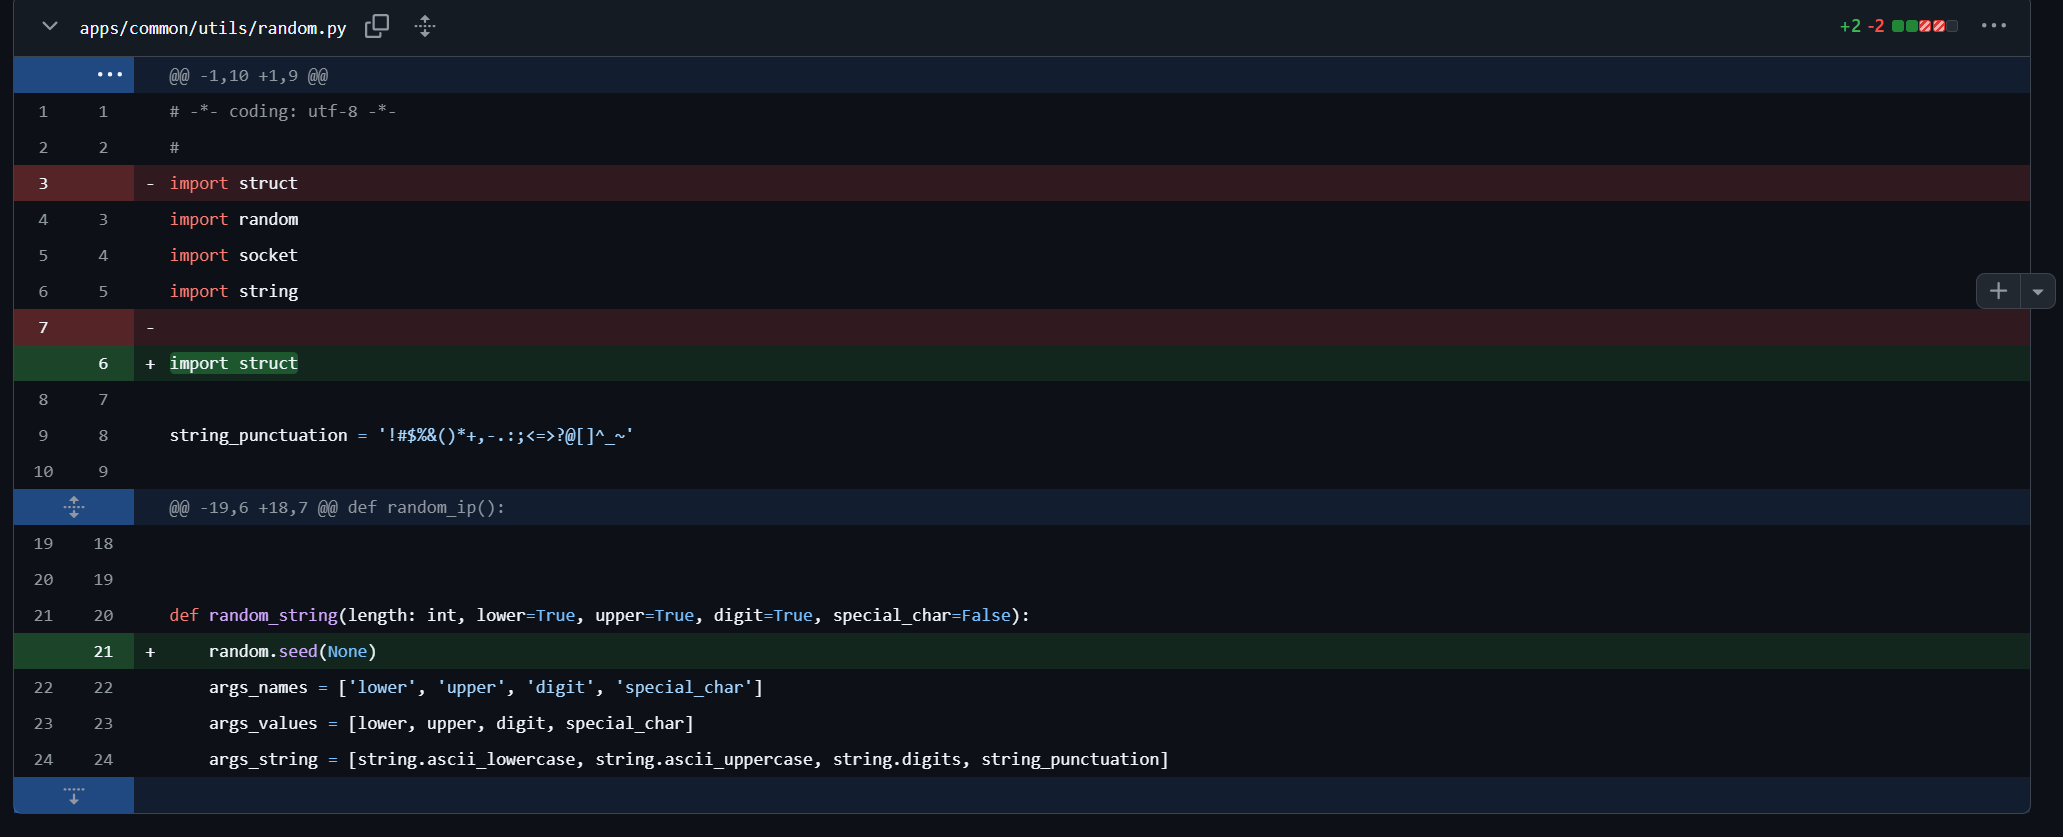 apps/common/utils/random.py +2 -2
@@ -1,10 +1,9 @@
1 1 # -*- coding: utf-8 -*-
2 2 #
3 - import struct
4 3 import random
5 4 import socket
6 5 import string
7 -
6 + import struct
8 7
9 8 string_punctuation = '!#$%&()*+,-.:;<=>?@[]^_~'
10 9
@@ -19,6 +18,7 @@ def random_ip():
19 18
20 19
21 20 def random_string(length: int, lower=True, upper=True, digit=True, special_char=False):
21 + random.seed(None)
22 22 args_names = ['lower', 'upper', 'digit', 'special_char']
23 23 args_values = [lower, upper, digit, special_char]
24 24 args_string = [string.ascii_lowercase, string.ascii_uppercase, string.digits, string_punctuation]